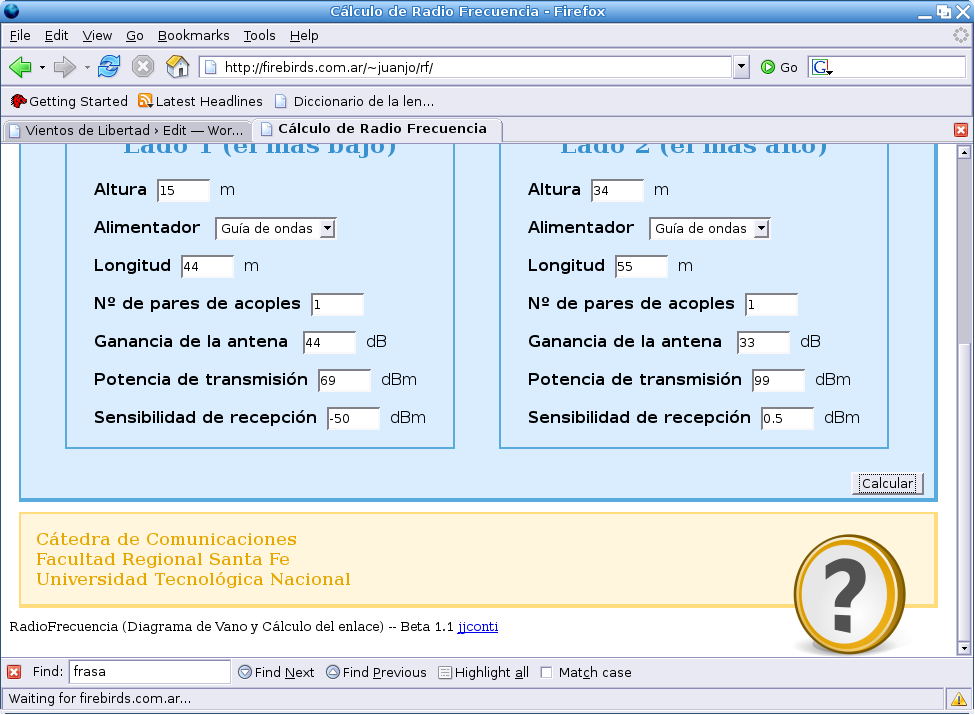 Cálculo de Radio Frecuencia - Firefox
File Edit View Go Bookmarks Tools Help
http://firebirds.com.ar/~juanjo/rf/ Go G
Getting Started Latest Headlines Diccionario de la len...
Vientos de Libertad › Edit — Wor... Cálculo de Radio Frecuencia
Lado 1 (el más bajo)
Altura 15 m
Alimentador Guía de ondas
Longitud 44 m
Nº de pares de acoples 1
Ganancia de la antena 44 dB
Potencia de transmisión 69 dBm
Sensibilidad de recepción -50 dBm
Lado 2 (el más alto)
Altura 34 m
Alimentador Guía de ondas
Longitud 55 m
Nº de pares de acoples 1
Ganancia de la antena 33 dB
Potencia de transmisión 99 dBm
Sensibilidad de recepción 0.5 dBm
Calcular
Cátedra de Comunicaciones
Facultad Regional Santa Fe
Universidad Tecnológica Nacional
?
RadioFrecuencia (Diagrama de Vano y Cálculo del enlace) -- Beta 1.1 jjconti
Find: frasa Find Next Find Previous Highlight all Match case
Waiting for firebirds.com.ar...